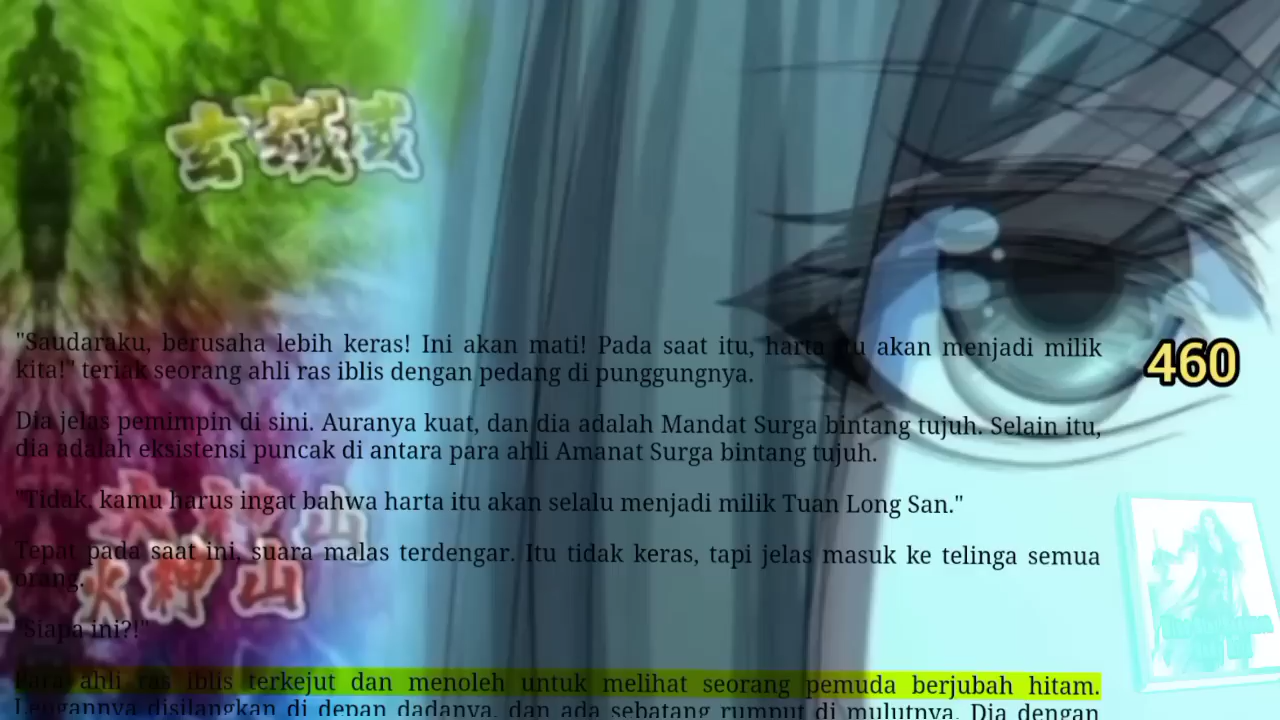 "Saudaraku, berusaha lebih keras! Ini akan mati! Pada saat itu, harta itu akan menjadi milik
kita!" teriak seorang ahli ras iblis dengan pedang di punggungnya.
460
Dia jelas pemimpin di sini. Auranya kuat, dan dia adalah Mandat Surga bintang tujuh. Selain itu,
dia adalah eksistensi puncak di antara para ahli Amanat Surga bintang tujuh.
"Tidak, kamu harus ingat bahwa harta itu akan selalu menjadi milik Tuan Long San."
Tepat pada saat ini, suara malas terdengar. Itu tidak keras, tapi jelas masuk ke telinga semua
orang.
火神山
"Siapa ini?!"
Para ahli ras iblis terkejut dan menoleh untuk melihat seorang pemuda berjubah hitam.
Lengannya disilangkan di depan dadanya, dan ada sebatang rumput di mulutnya. Dia dengan